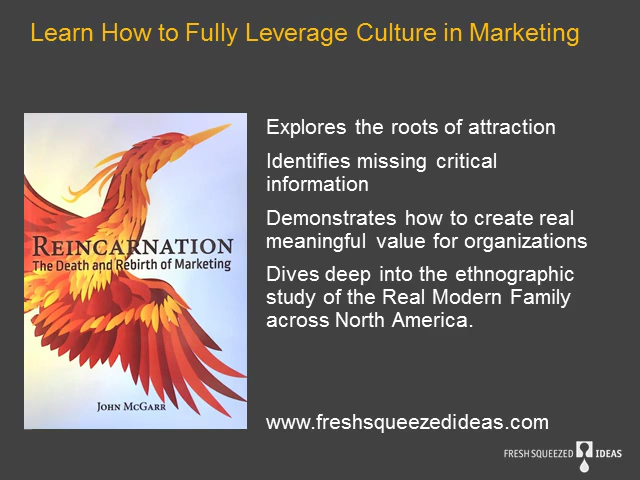 Learn How to Fully Leverage Culture in Marketing
Explores the roots of attraction
Identifies missing critical
information
Demonstrates how to create real
meaningful value for organizations
Dives deep into the ethnographic
study of the Real Modern Family
across North America.
REINCARNATION
The Death and Rebirth of Marketing
JOHN MCGARR
www.freshsqueezedideas.com
FRESH SQUEEZED IDEAS